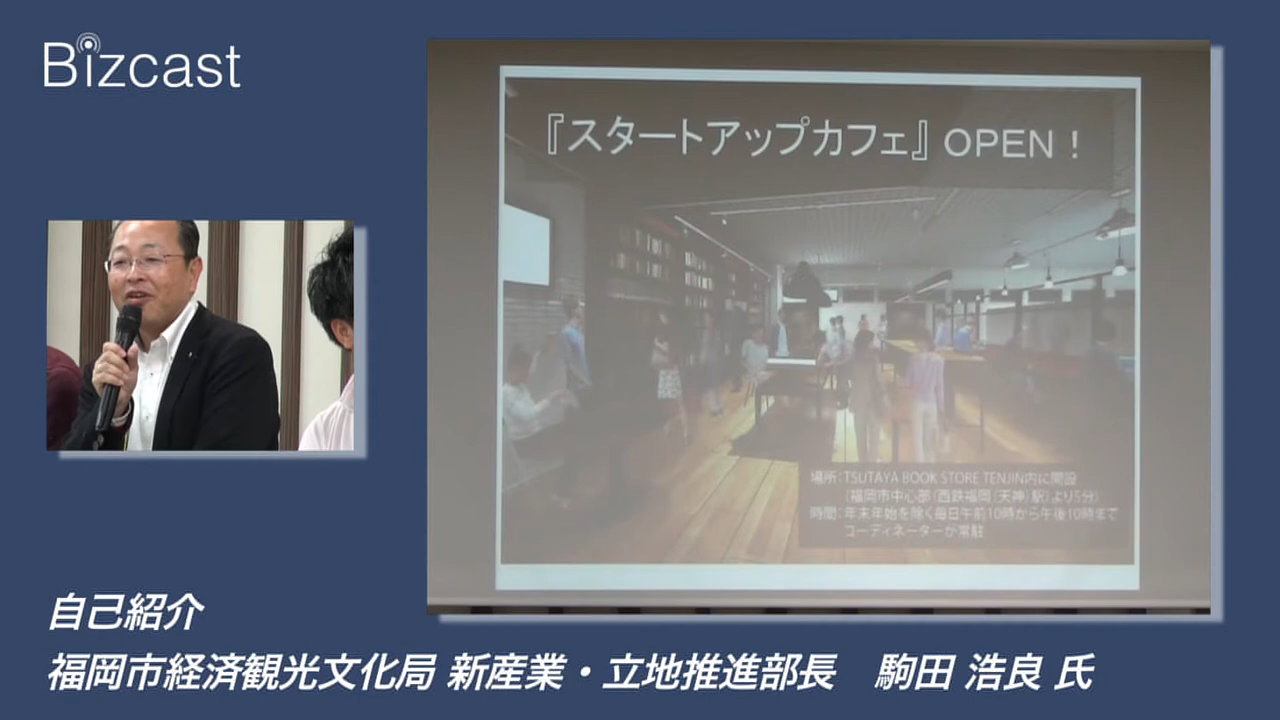 Bizcast
『スタートアップカフェ』OPEN！
場所：TSUTAYA BOOK STORE TENJIN内に開設
（福岡市中心部（西鉄福岡（天神）駅）より5分）
時間：年末年始を除く毎日午前10時から午後10時まで
コーディネーターが常駐
自己紹介
福岡市経済観光文化局 新産業・立地推進部長　駒田 浩良 氏